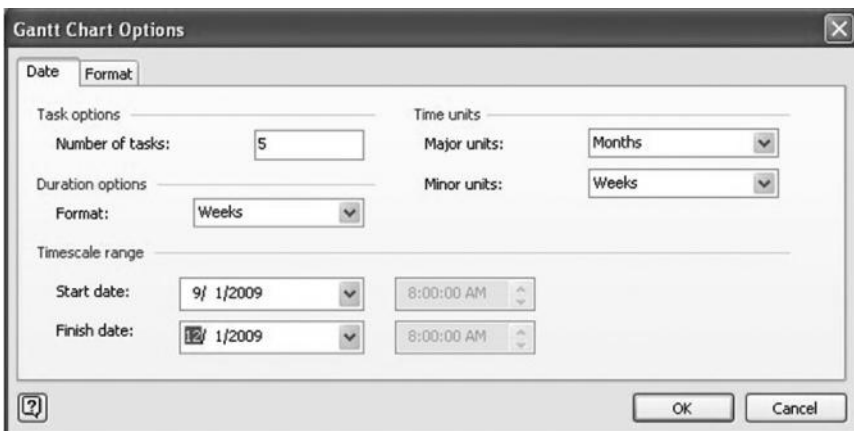 Gantt Chart Options
Date Format
Task options
Number of tasks: 5
Duration options
Format: Weeks
Time units
Major units: Months
Minor units: Weeks
Timescale range
Start date: 9/ 1/2009 8:00:00 AM
Finish date: 12/ 1/2009 8:00:00 AM
?
OK Cancel